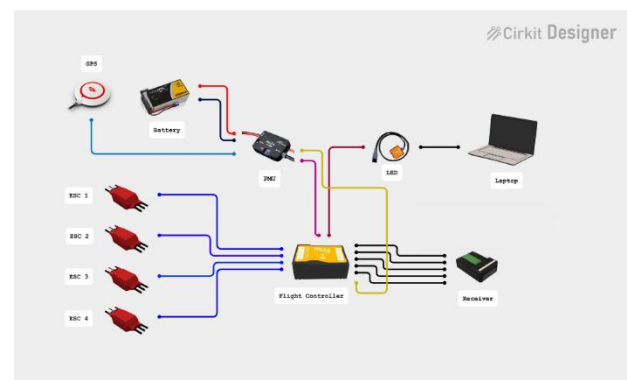 Cirkit Designer
GPS
Battery
PMU
LED
Laptop
ESC 1
ESC 2
ESC 3
ESC 4
Flight Controller
Receiver